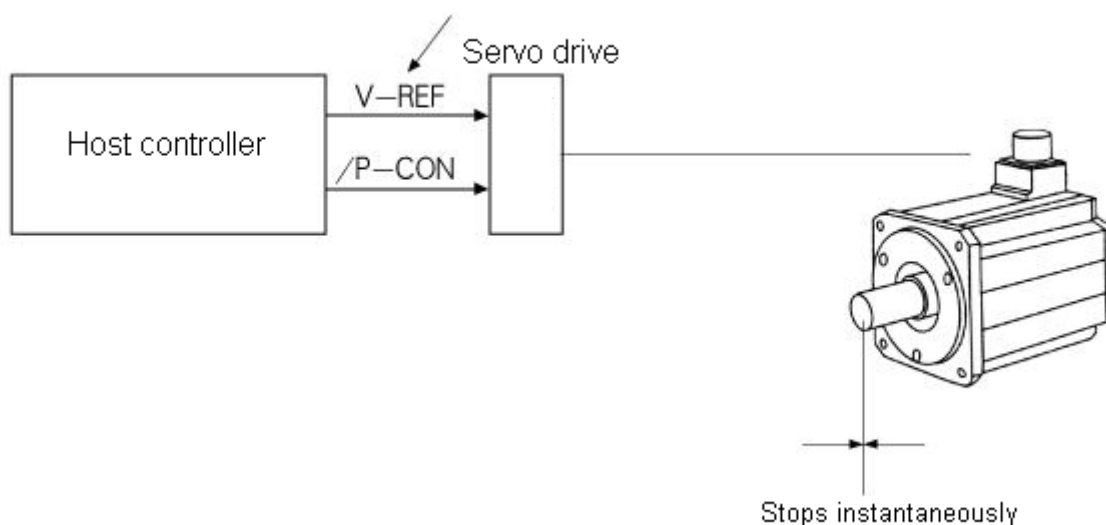 Servo drive
V-REF
Host controller
/P-CON
Stops instantaneously